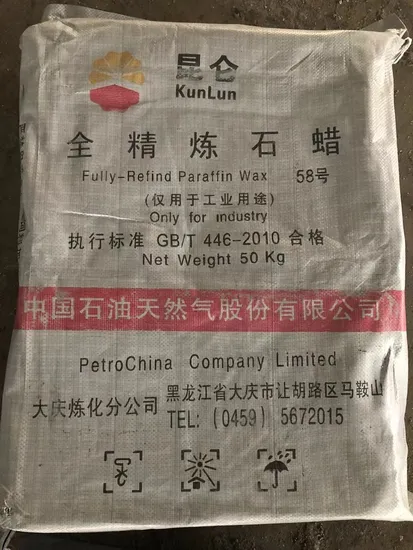 昆仑
KunLun
全精炼石蜡
Fully-Refind Paraffin Wax 58号
(仅用于工业用途)
Only for industry
执行标准 GB/T 446-2010 合格
Net Weight 50 Kg
中国石油天然气股份有限公司
PetroChina Company Limited
大庆炼化分公司
黑龙江省大庆市让胡路区马鞍山
TEL: (0459) 5672015